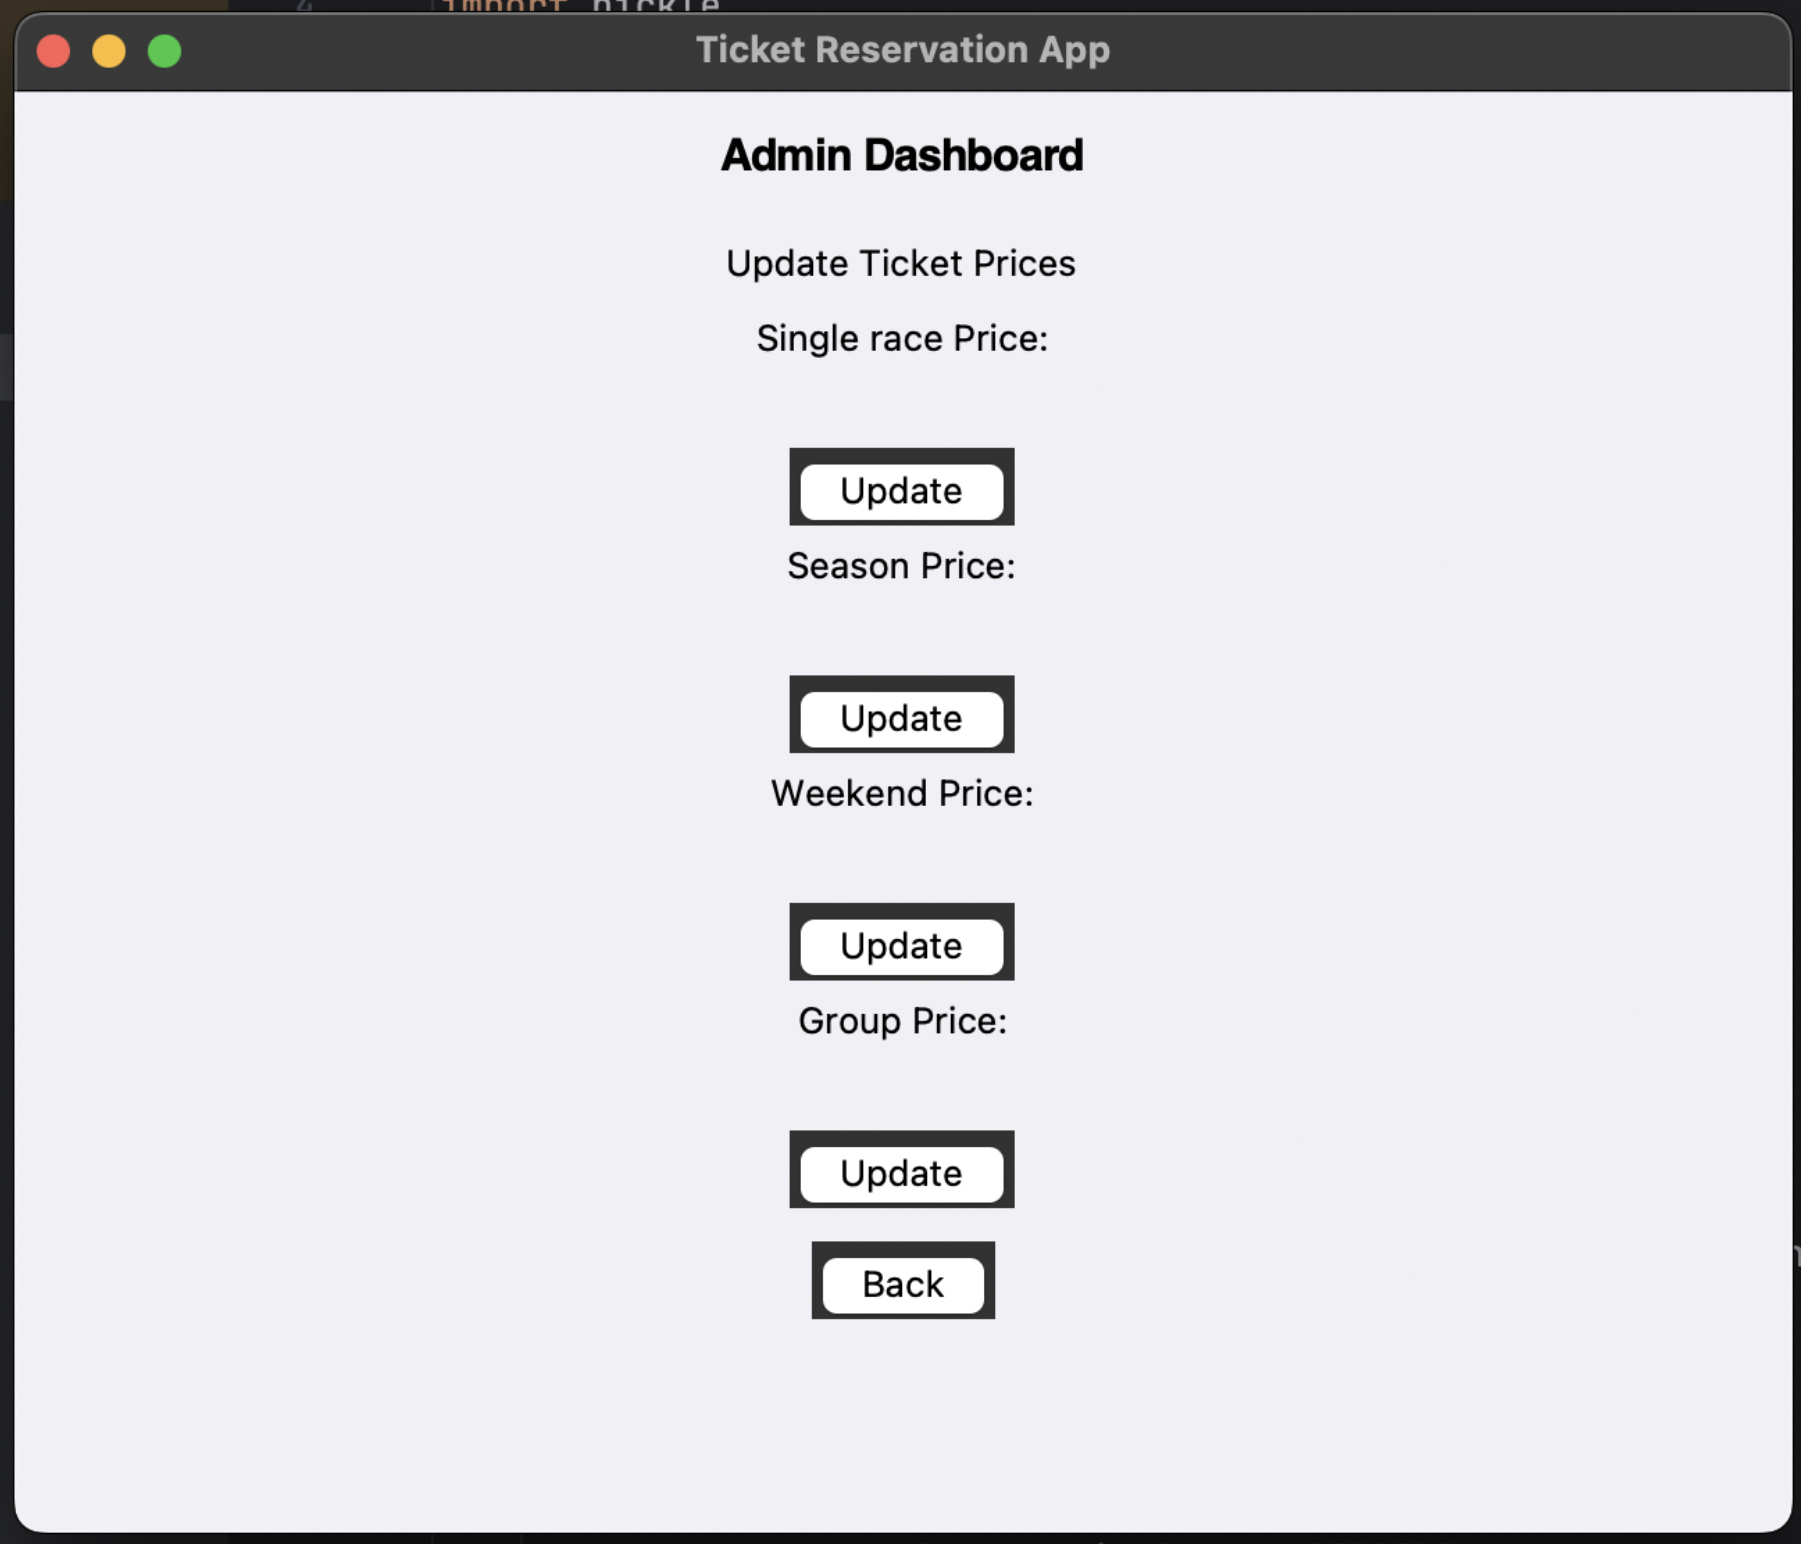 4 import pickle
Ticket Reservation App
Admin Dashboard
Update Ticket Prices
Single race Price:
Update
Season Price:
Update
Weekend Price:
Update
Group Price:
Update
Back